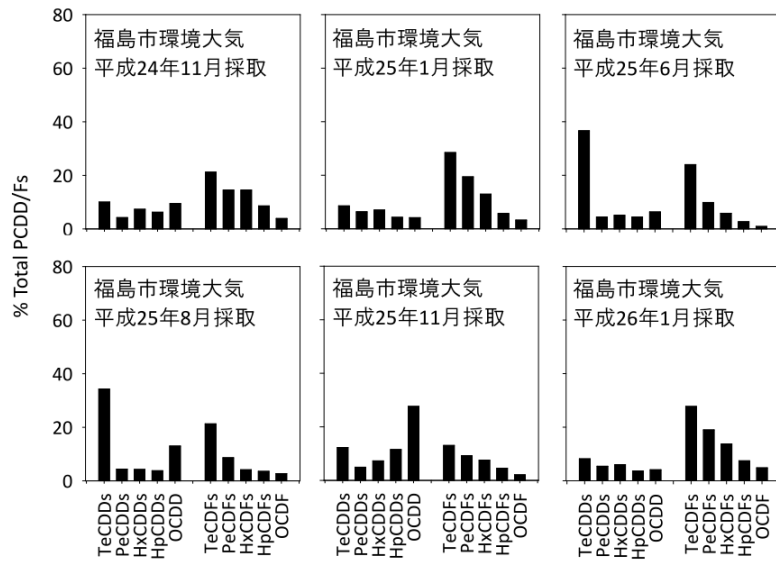 % Total PCDD/Fs
80
60
40
20
0
福島市環境大気
平成24年11月採取
福島市環境大気
平成25年1月採取
福島市環境大気
平成25年6月採取
80
60
40
20
0
福島市環境大気
平成25年8月採取
福島市環境大気
平成25年11月採取
福島市環境大気
平成26年1月採取
TeCDDs
PeCDDs
HxCDDs
HpCDDs
OCDD
TeCDFs
PeCDFs
HxCDFs
HpCDFs
OCDF
TeCDDs
PeCDDs
HxCDDs
HpCDDs
OCDD
TeCDFs
PeCDFs
HxCDFs
HpCDFs
OCDF
TeCDDs
PeCDDs
HxCDDs
HpCDDs
OCDD
TeCDFs
PeCDFs
HxCDFs
HpCDFs
OCDF